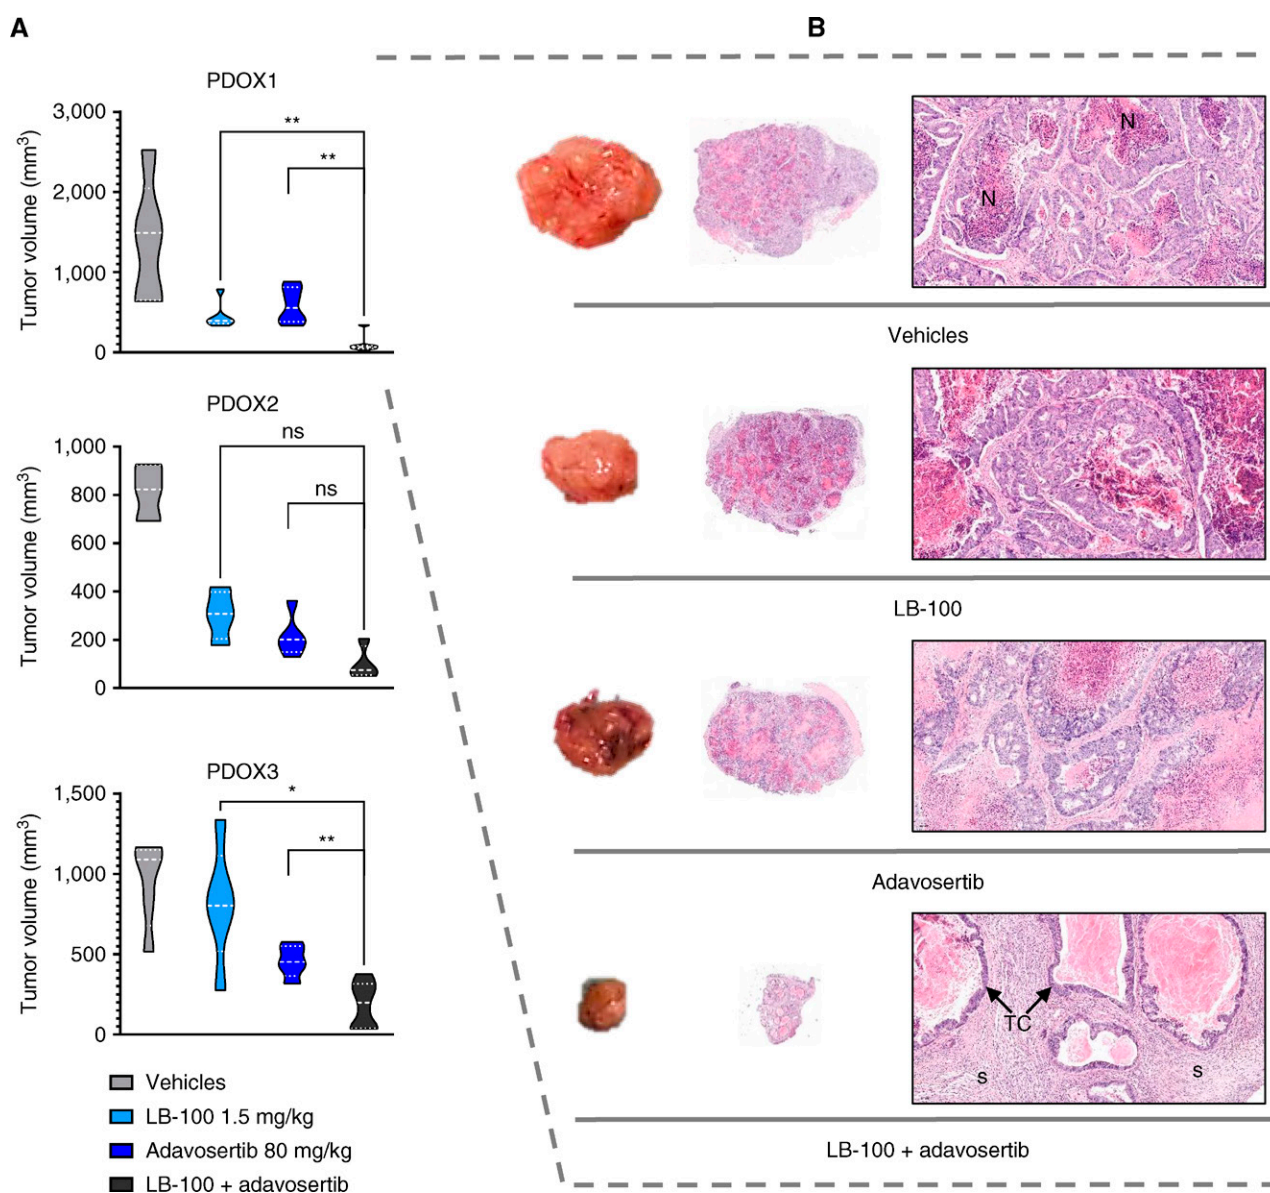 A
B
PDOX1
Tumor volume (mm³)
3,000
2,000
1,000
0
**
**
PDOX2
Tumor volume (mm³)
1,000
800
600
400
200
0
ns
ns
PDOX3
Tumor volume (mm³)
1,500
1,000
500
0
*
**
Vehicles
LB-100 1.5 mg/kg
Adavosertib 80 mg/kg
LB-100 + adavosertib
N
N
Vehicles
LB-100
Adavosertib
TC
s
s
LB-100 + adavosertib